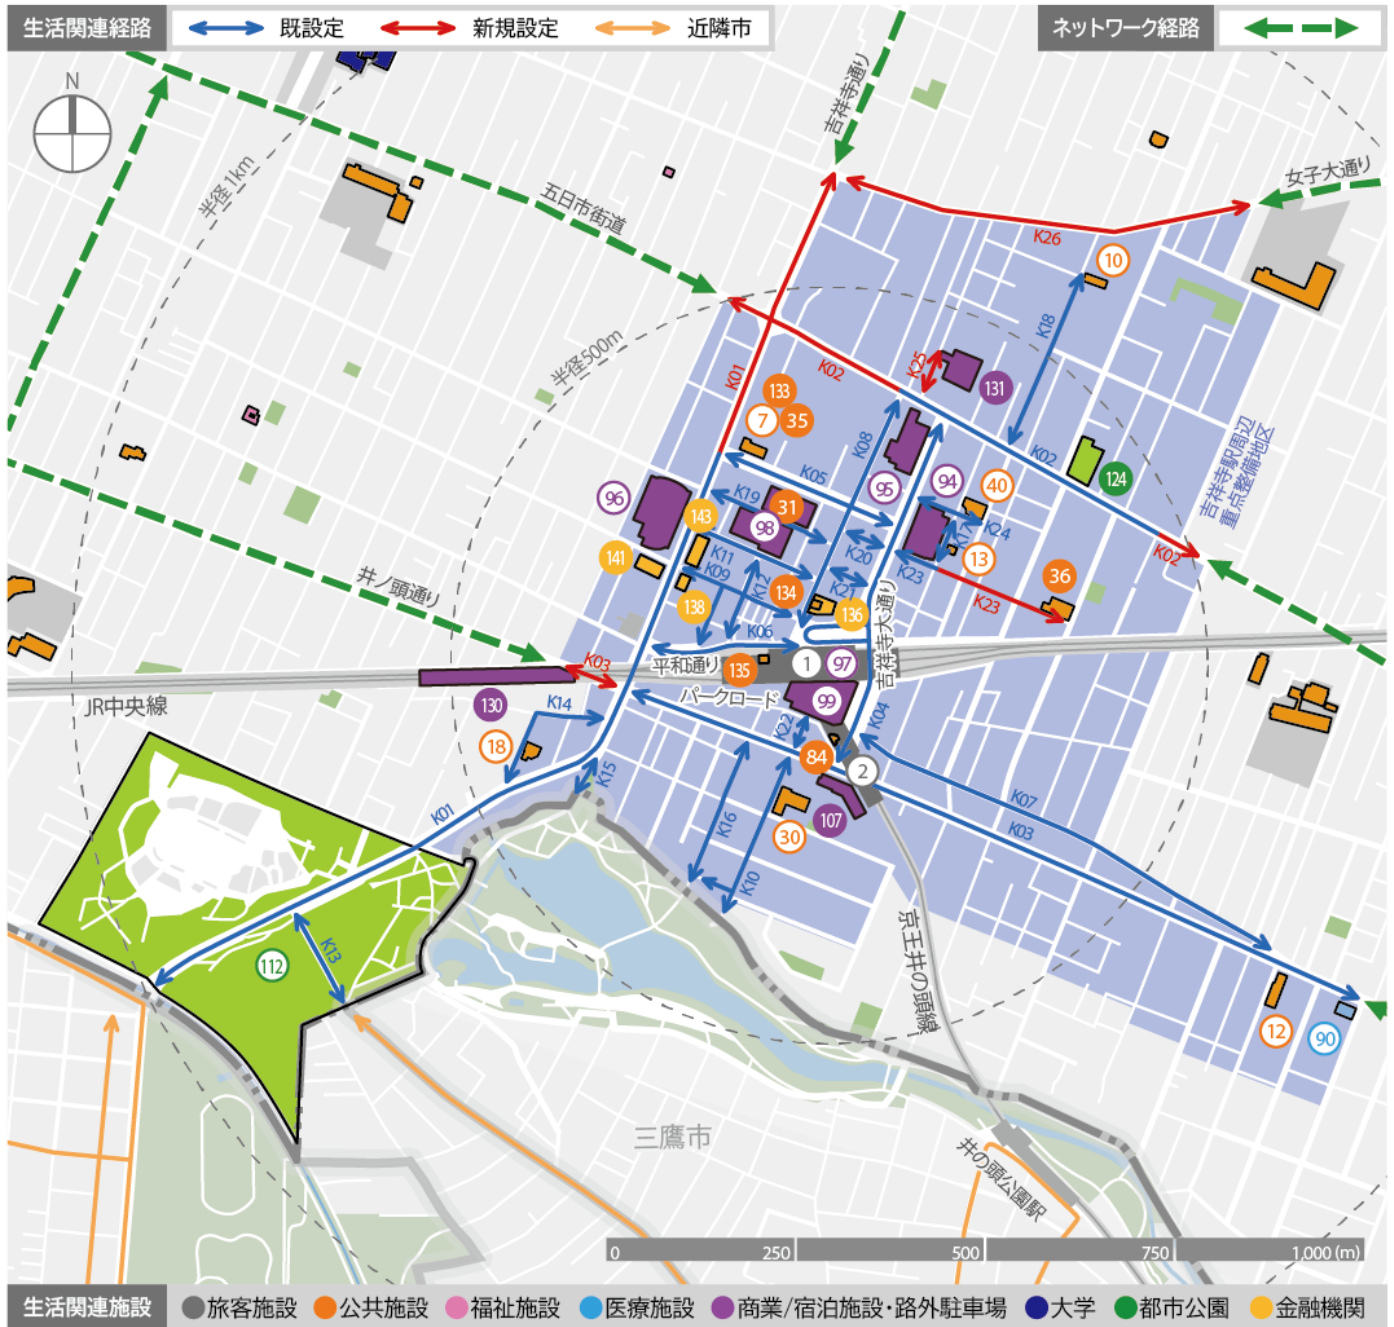 生活関連経路
既設定
新規設定
近隣市
ネットワーク経路
N
吉祥寺通り
女子大通り
半径1km
五日市街道
K26
10
K18
半径500m
K01
K02
K25
131
133
7
35
K08
K02
吉祥寺駅周辺
重点整備地区
K05
95
94
40
124
96
143
K19
31
98
K17
K24
K20
13
K02
141
K11
K09
K12
134
K23
36
138
K21
136
K23
井ノ頭通り
K06
吉祥寺大通り
K03
平和通り
135
1
97
JR中央線
パークロード
99
130
K14
K22
K04
18
84
2
K15
K07
K01
K16
107
K03
30
K10
京王井の頭線
K13
112
12
90
三鷹市
井の頭公園駅
0
250
500
750
1,000 (m)
生活関連施設
旅客施設
公共施設
福祉施設
医療施設
商業/宿泊施設・路外駐車場
大学
都市公園
金融機関